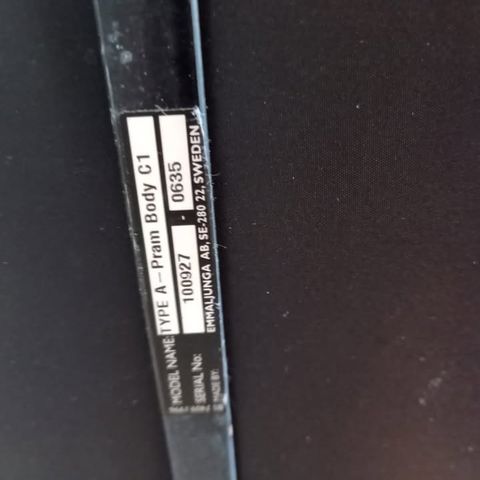 MODEL NAME: TYPE A - Pram Body C1
SERIAL No: 100927 - 0635
MADE BY: EMMALJUNGA AB, SE-280 22, SWEDEN